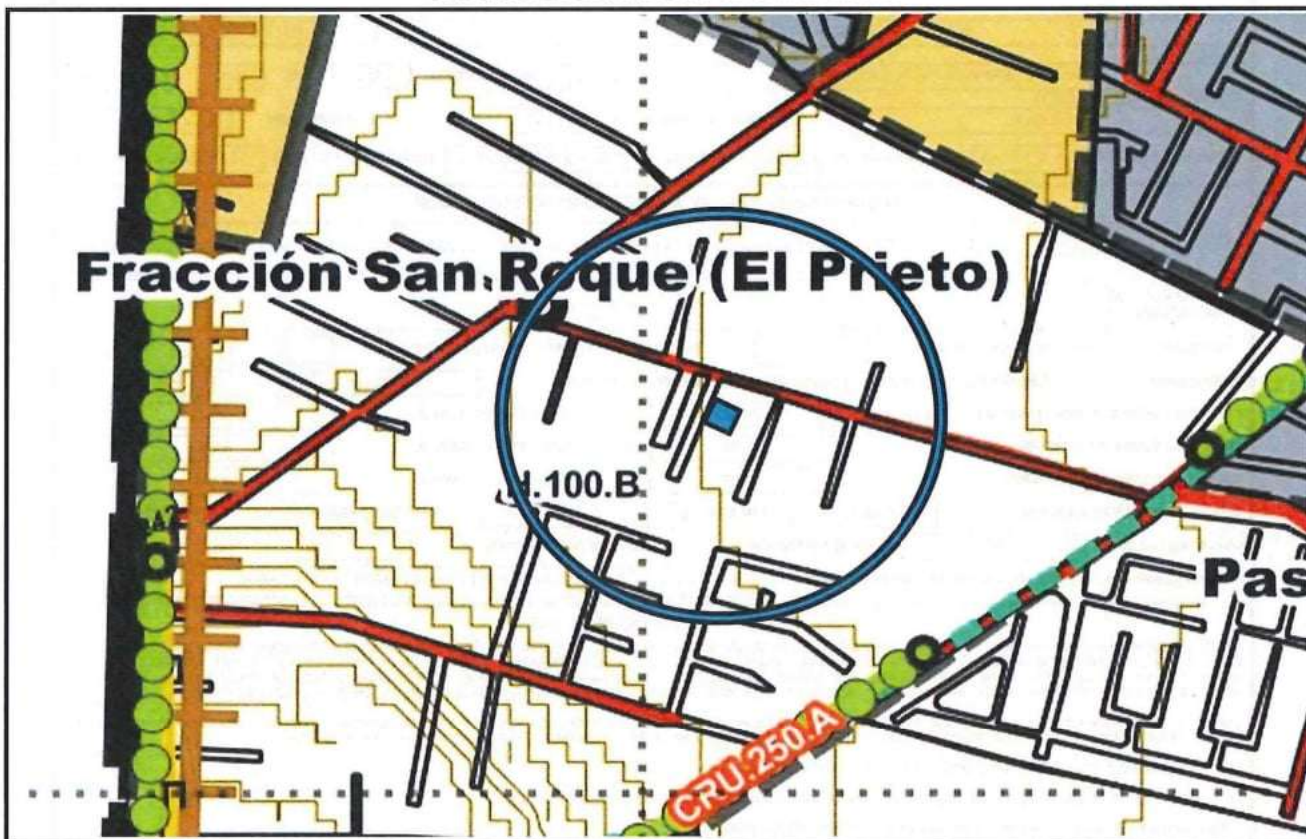 Fracción San Roque (El Prieto)
H.100.B
Pas
CRU.250.A